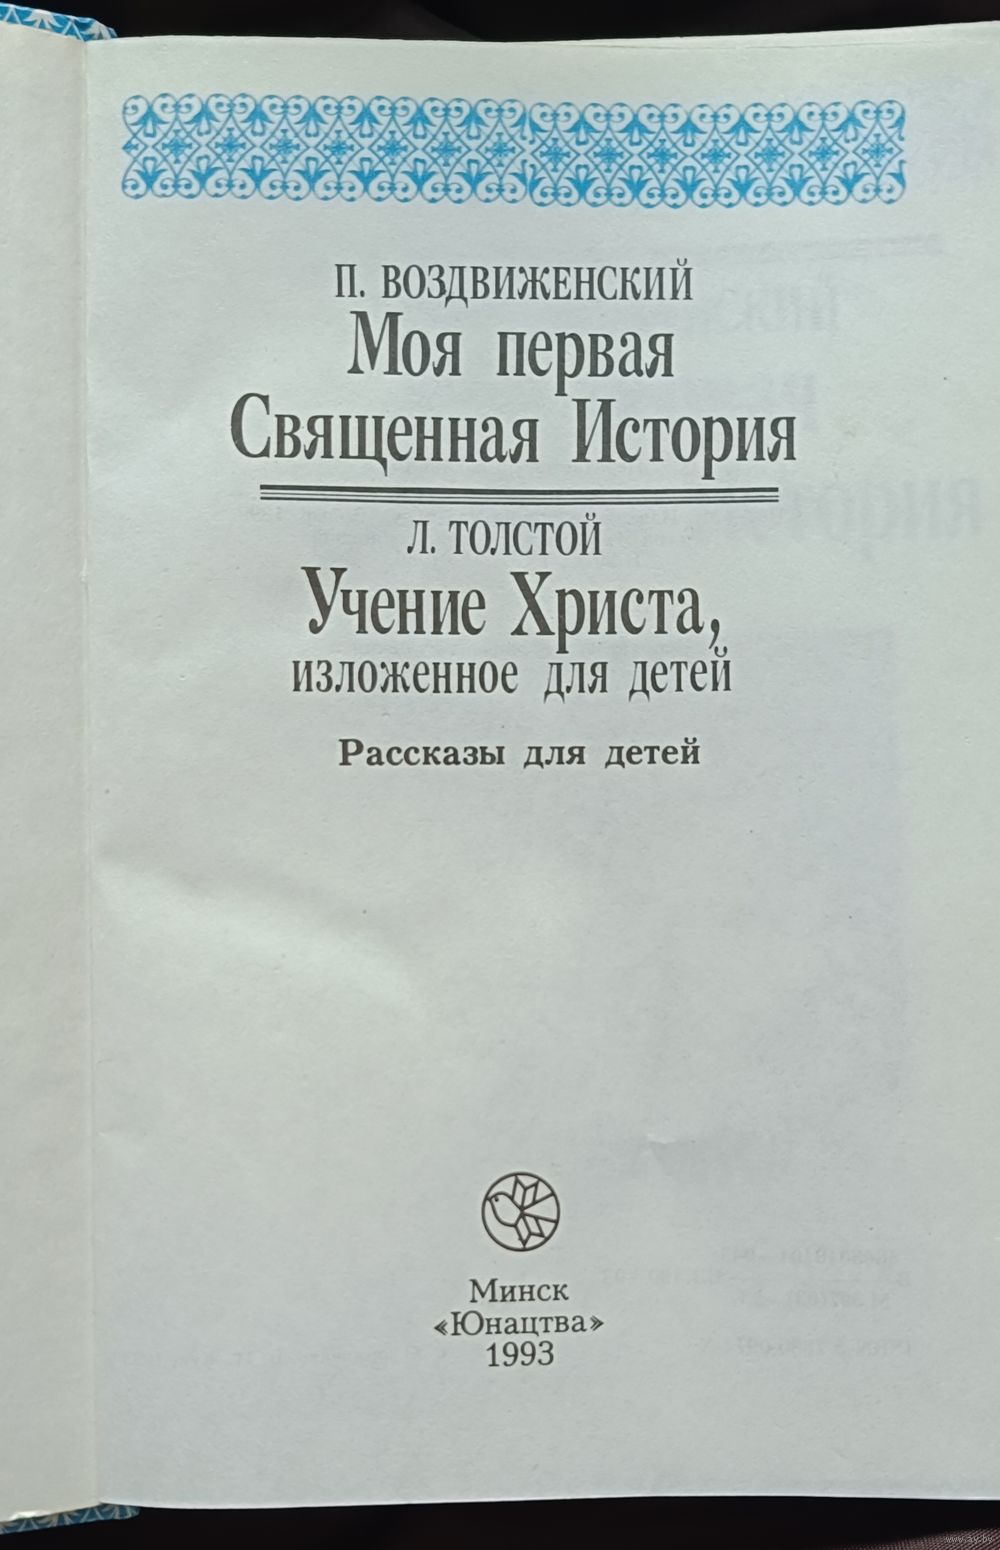 П. ВОЗДВИЖЕНСКИЙ
Моя первая
Священная История
Л. ТОЛСТОЙ
Учение Христа,
изложенное для детей
Рассказы для детей
Минск
«Юнацтва»
1993